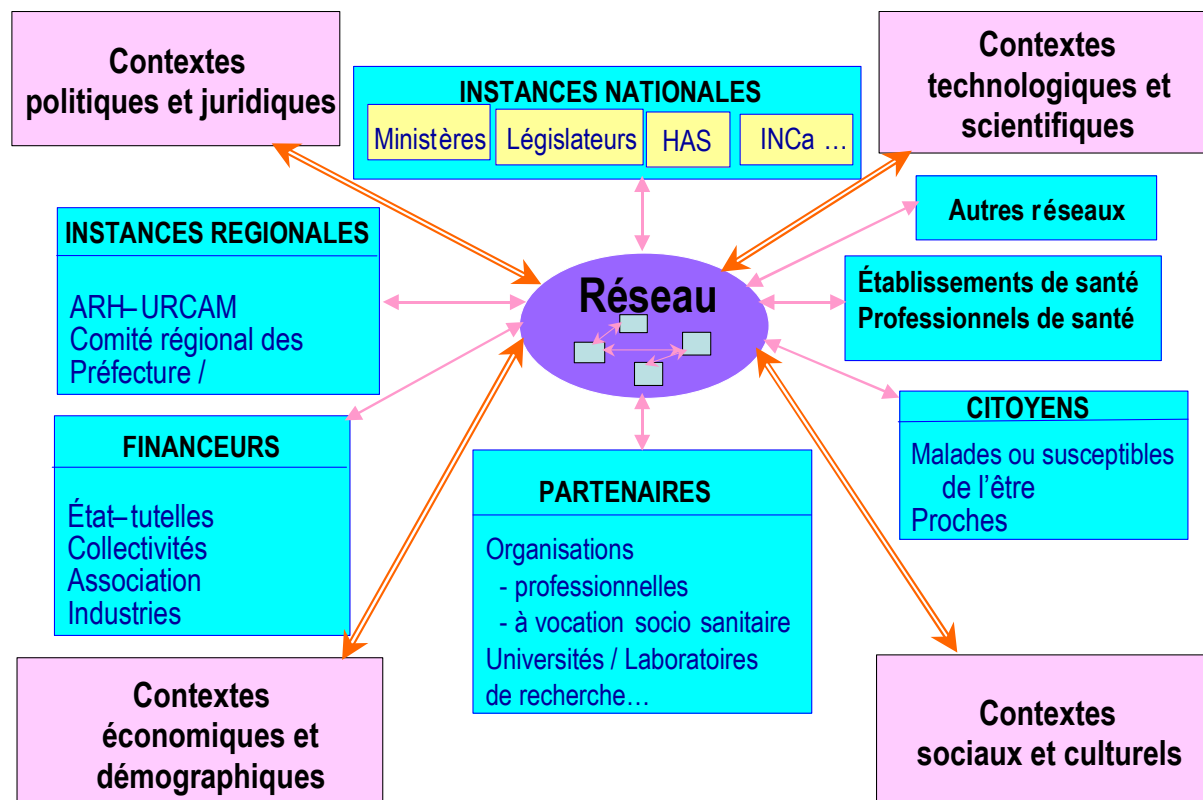 Contextes
politiques et juridiques
INSTANCES NATIONALES
Ministères
Législateurs
HAS
INCa ...
Contextes
technologiques et
scientifiques
Autres réseaux
INSTANCES REGIONALES
ARH–URCAM
Comité régional des
Préfecture /
Réseau
Établissements de santé
Professionnels de santé
FINANCEURS
État–tutelles
Collectivités
Association
Industries
PARTENAIRES
Organisations
- professionnelles
- à vocation socio sanitaire
Universités / Laboratoires
de recherche…
CITOYENS
Malades ou susceptibles
de l’être
Proches
Contextes
économiques et
démographiques
Contextes
sociaux et culturels